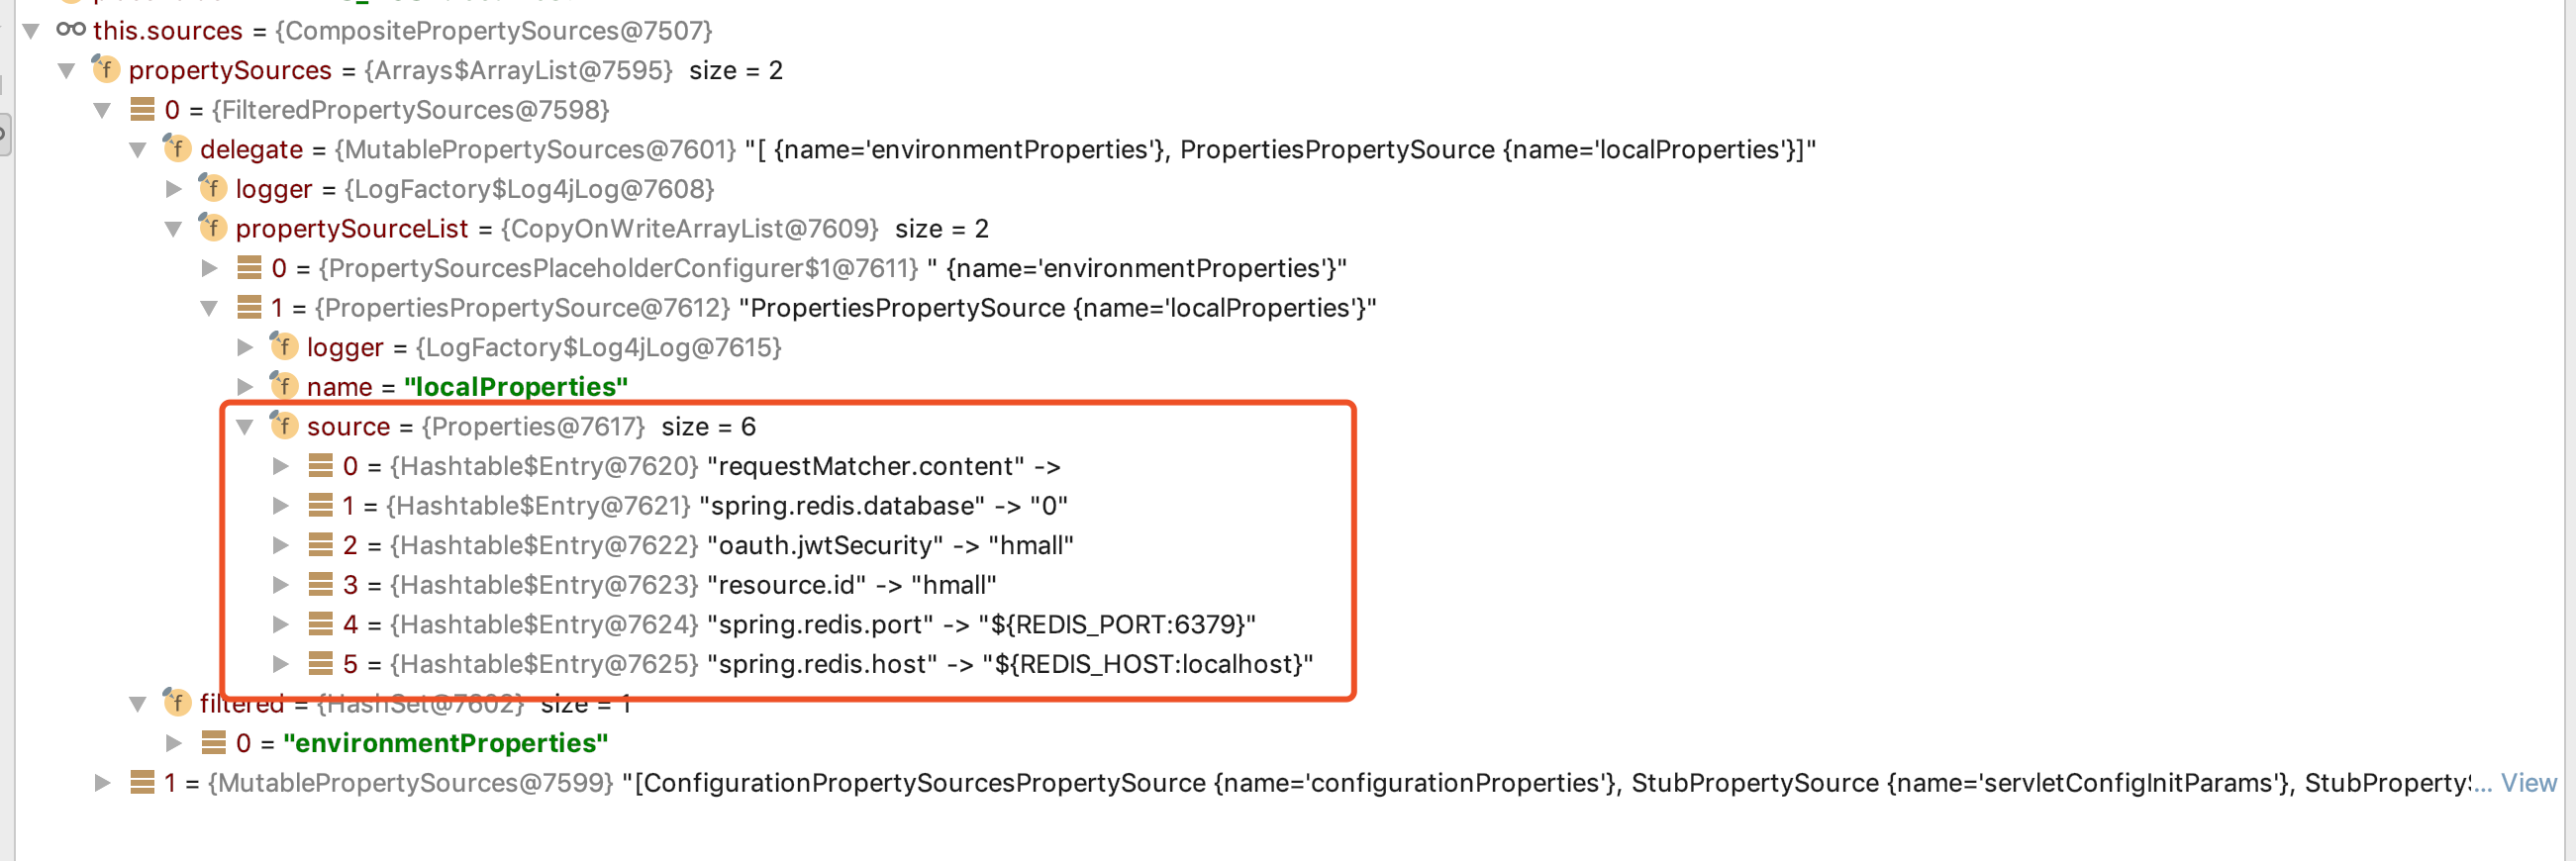 this.sources = {CompositePropertySources@7507}
propertySources = {Arrays$ArrayList@7595} size = 2
0 = {FilteredPropertySources@7598}
delegate = {MutablePropertySources@7601} "[ {name='environmentProperties'}, PropertiesPropertySource {name='localProperties'}]"
logger = {LogFactory$Log4jLog@7608}
propertySourceList = {CopyOnWriteArrayList@7609} size = 2
0 = {PropertySourcesPlaceholderConfigurer$1@7611} " {name='environmentProperties'}"
1 = {PropertiesPropertySource@7612} "PropertiesPropertySource {name='localProperties'}"
logger = {LogFactory$Log4jLog@7615}
name = "localProperties"
source = {Properties@7617} size = 6
0 = {Hashtable$Entry@7620} "requestMatcher.content" ->
1 = {Hashtable$Entry@7621} "spring.redis.database" -> "0"
2 = {Hashtable$Entry@7622} "oauth.jwtSecurity" -> "hmall"
3 = {Hashtable$Entry@7623} "resource.id" -> "hmall"
4 = {Hashtable$Entry@7624} "spring.redis.port" -> "${REDIS_PORT:6379}"
5 = {Hashtable$Entry@7625} "spring.redis.host" -> "${REDIS_HOST:localhost}"
filtered = {HashSet@7602} size = 1
0 = "environmentProperties"
1 = {MutablePropertySources@7599} "[ConfigurationPropertySourcesPropertySource {name='configurationProperties'}, StubPropertySource {name='servletConfigInitParams'}, StubPropertyS... View